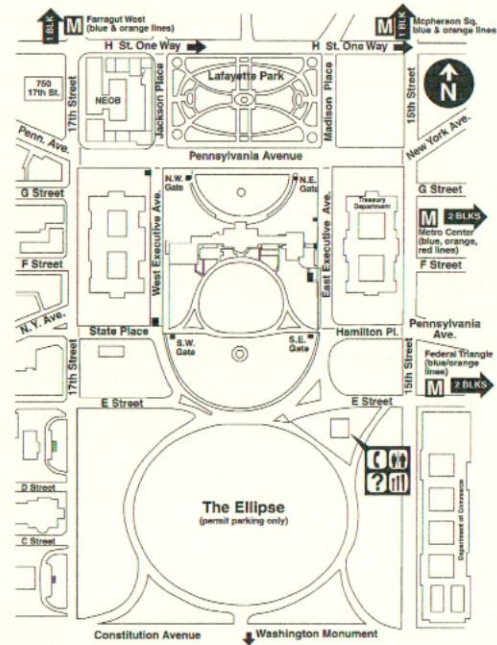 1 BLK
M
Farragut West
(blue & orange lines)
1 BLK
M
Mcpherson Sq.
blue & orange lines
H St. One Way
H St. One Way
750
17th St.
17th Street
NEOB
Jackson Place
Lafayette Park
Madison Place
15th Street
N
Penn. Ave.
New York Ave.
Pennsylvania Avenue
G Street
N.W.
Gate
N.E.
Gate
Treasury
Department
G Street
M 2 BLKS
Metro Center
(blue, orange,
red lines)
West Executive Ave.
East Executive Ave.
F Street
F Street
N.Y. Ave.
State Place
S.W.
Gate
S.E.
Gate
Hamilton Pl.
Pennsylvania
Ave.
17th Street
15th Street
Federal Triangle
(blue/orange
lines)
M 2 BLKS
E Street
E Street
?
The Ellipse
(permit parking only)
D Street
C Street
Department of Commerce
Constitution Avenue
Washington Monument